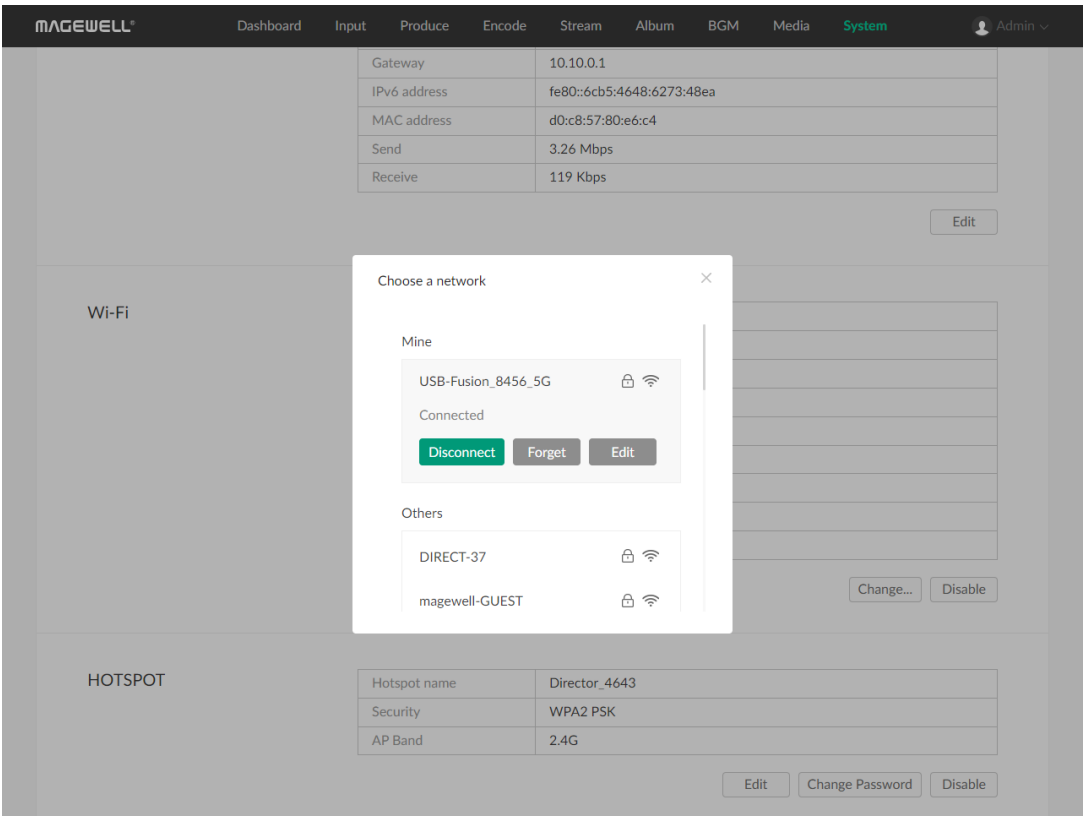 MAGEWELL® Dashboard Input Produce Encode Stream Album BGM Media System Admin
Gateway 10.10.0.1
IPv6 address fe80::6cb5:4648:6273:48ea
MAC address d0:c8:57:80:e6:c4
Send 3.26 Mbps
Receive 119 Kbps
Edit
Choose a network
Wi-Fi
Mine
USB-Fusion_8456_5G
Connected
Disconnect Forget Edit
Others
DIRECT-37
magewell-GUEST
Change... Disable
HOTSPOT
Hotspot name Director_4643
Security WPA2 PSK
AP Band 2.4G
Edit Change Password Disable